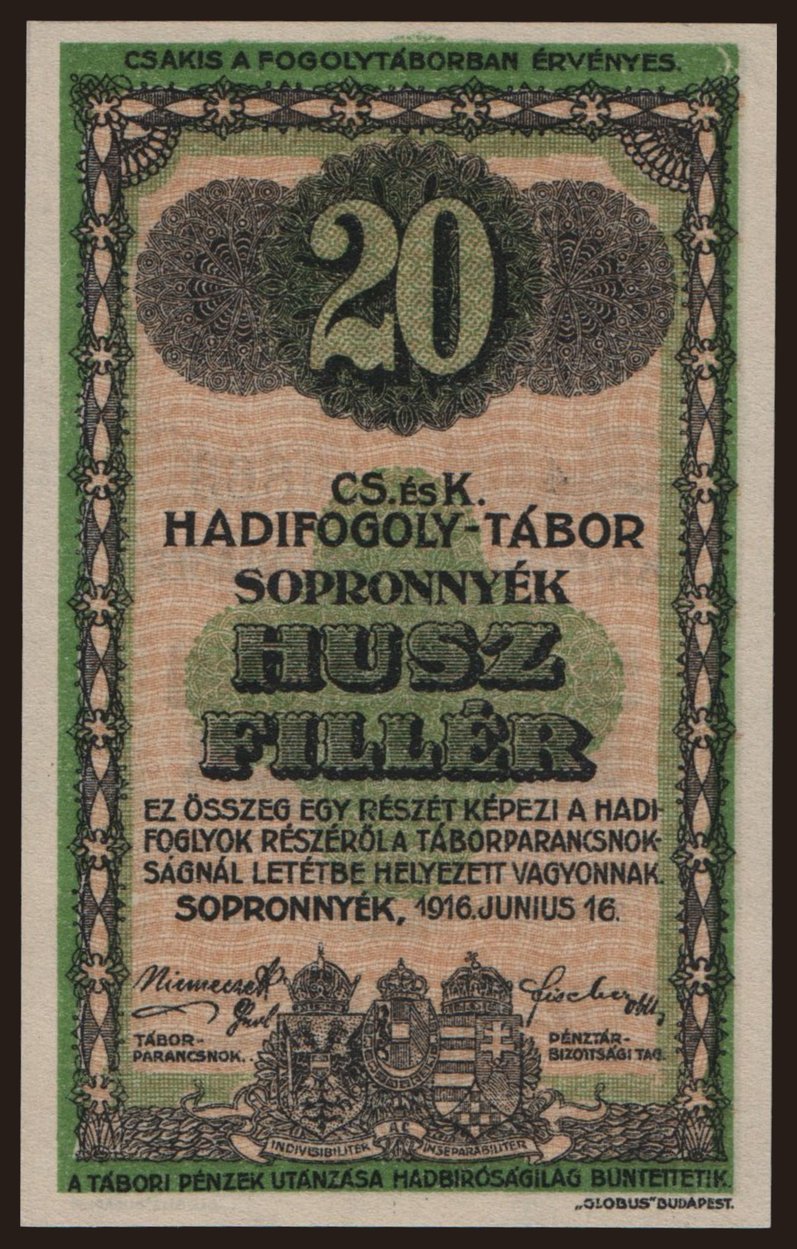 CSAKIS A FOGOLYTÁBORBAN ÉRVÉNYES.
20
CS. ÉS K.
HADIFOGOLY-TÁBOR
SOPRONNYÉK
HUSZ
FILLÉR
EZ ÖSSZEG EGY RÉSZÉT KÉPEZI A HADI-
FOGLYOK RÉSZÉRŐL A TÁBORPARANCSNOK-
SÁGNÁL LETÉTBE HELYEZETT VAGYONNAK.
SOPRONNYÉK, 1916. JUNIUS 16.
TÁBOR-
PARANCSNOK.
Fischer
PÉNZTÁR-
BIZOTTSÁGI TAG.
INDIVISIBILITER AC INSEPARABILITER
A TÁBORI PÉNZEK UTÁNZÁSA HADBIRÓSÁGILAG BÜNTETTETIK.
„GLOBUS" BUDAPEST.